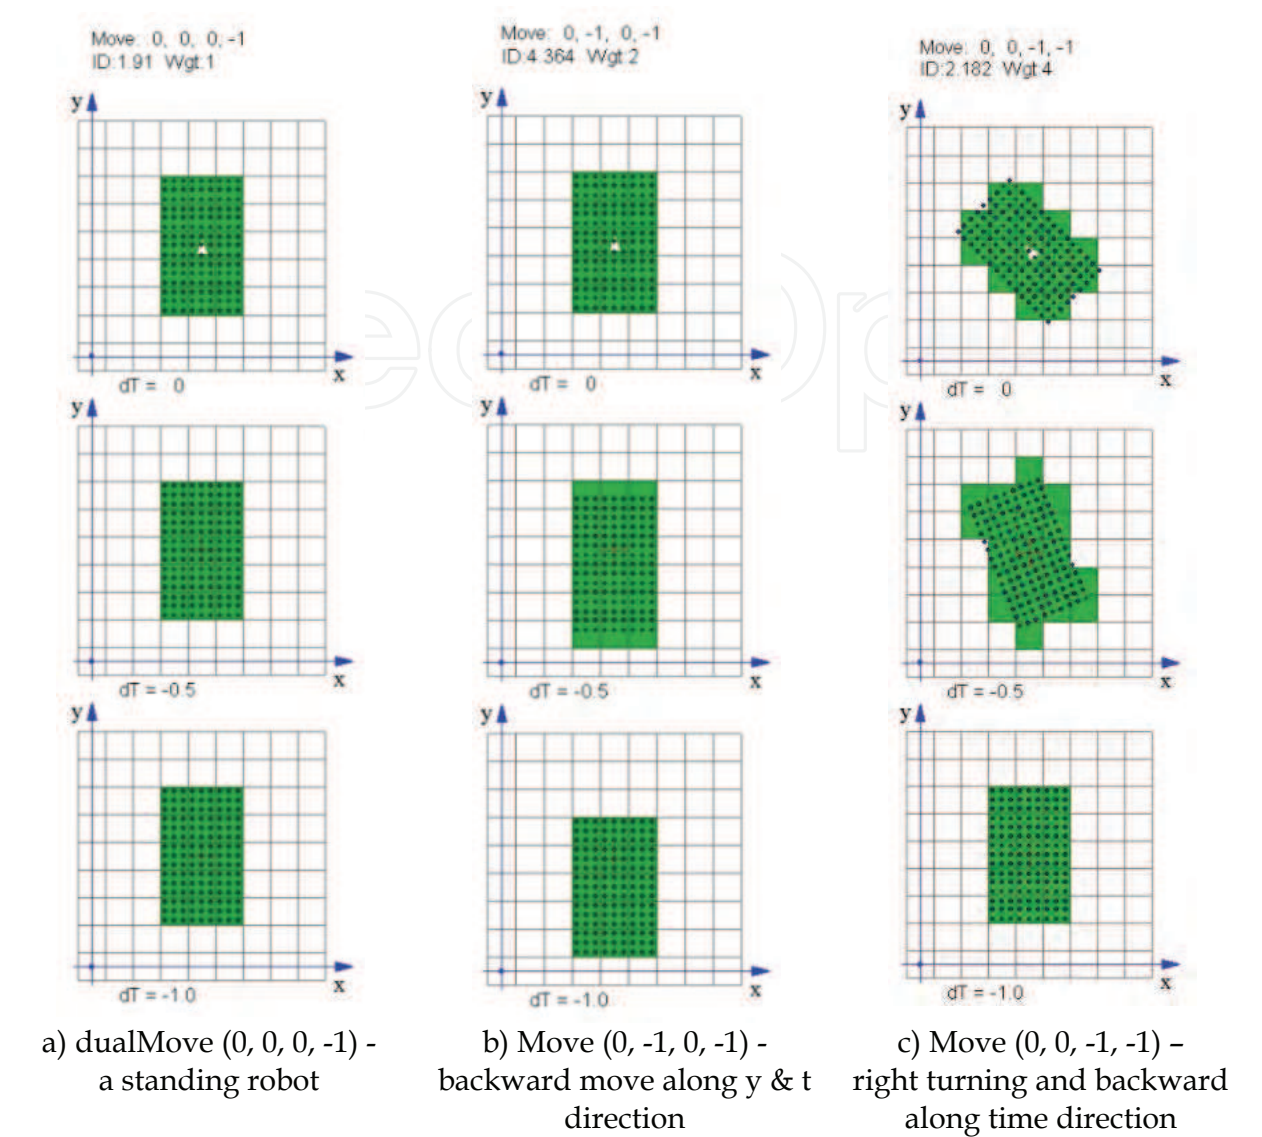 Move: 0, 0, 0, -1
ID:1.91 Wgt:1
y
x
dT = 0
y
x
dT = -0.5
y
x
dT = -1.0
a) dualMove (0, 0, 0, -1) -
a standing robot
Move: 0, -1, 0, -1
ID:4.364 Wgt:2
y
x
dT = 0
y
x
dT = -0.5
y
x
dT = -1.0
b) Move (0, -1, 0, -1) -
backward move along y & t
direction
Move: 0, 0, -1, -1
ID:2.182 Wgt:4
y
x
dT = 0
y
x
dT = -0.5
y
x
dT = -1.0
c) Move (0, 0, -1, -1) –
right turning and backward
along time direction